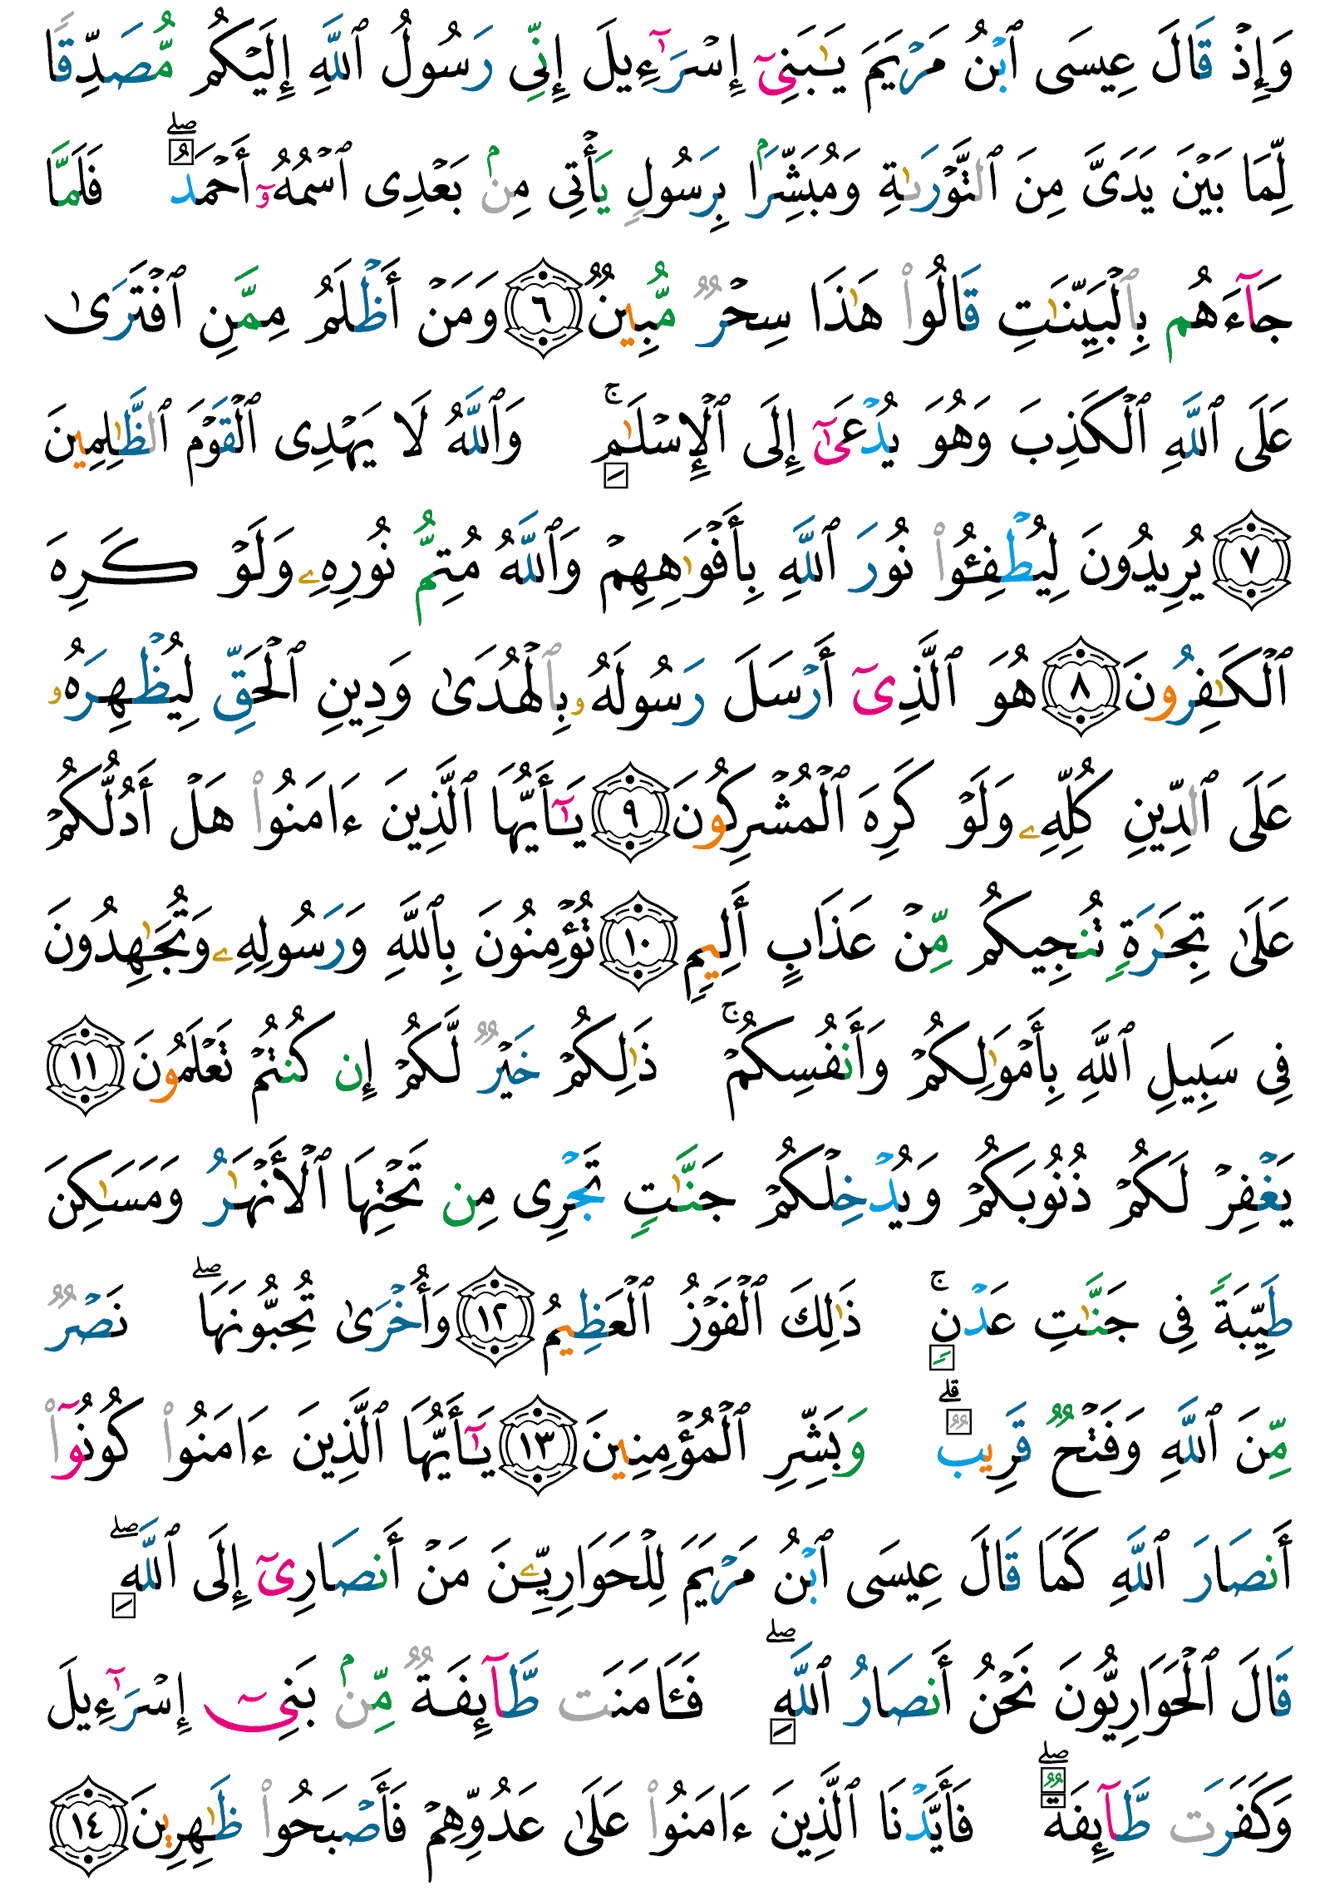 وَإِذْ قَالَ عِيسَى ٱبْنُ مَرْيَمَ يَـٰبَنِىٓ إِسْرَٰٓءِيلَ إِنِّى رَسُولُ ٱللَّهِ إِلَيْكُم مُّصَدِّقًا
لِّمَا بَيْنَ يَدَىَّ مِنَ ٱلتَّوْرَىٰةِ وَمُبَشِّرًۢا بِرَسُولٍ يَأْتِى مِنۢ بَعْدِى ٱسْمُهُۥٓ أَحْمَدُ ۖ فَلَمَّا
جَآءَهُم بِٱلْبَيِّنَـٰتِ قَالُوا۟ هَـٰذَا سِحْرٌ مُّبِينٌ ٦ وَمَنْ أَظْلَمُ مِمَّنِ ٱفْتَرَىٰ
عَلَى ٱللَّهِ ٱلْكَذِبَ وَهُوَ يُدْعَىٰٓ إِلَى ٱلْإِسْلَـٰمِ ۚ وَٱللَّهُ لَا يَهْدِى ٱلْقَوْمَ ٱلظَّـٰلِمِينَ
٧ يُرِيدُونَ لِيُطْفِـُٔوا۟ نُورَ ٱللَّهِ بِأَفْوَٰهِهِمْ وَٱللَّهُ مُتِمُّ نُورِهِۦ وَلَوْ كَرِهَ
ٱلْكَـٰفِرُونَ ٨ هُوَ ٱلَّذِىٓ أَرْسَلَ رَسُولَهُۥ بِٱلْهُدَىٰ وَدِينِ ٱلْحَقِّ لِيُظْهِرَهُۥ
عَلَى ٱلدِّينِ كُلِّهِۦ وَلَوْ كَرِهَ ٱلْمُشْرِكُونَ ٩ يَـٰٓأَيُّهَا ٱلَّذِينَ ءَامَنُوا۟ هَلْ أَدُلُّكُمْ
عَلَىٰ تِجَـٰرَةٍ تُنجِيكُم مِّنْ عَذَابٍ أَلِيمٍ ١٠ تُؤْمِنُونَ بِٱللَّهِ وَرَسُولِهِۦ وَتُجَـٰهِدُونَ
فِى سَبِيلِ ٱللَّهِ بِأَمْوَٰلِكُمْ وَأَنفُسِكُمْ ۚ ذَٰلِكُمْ خَيْرٌ لَّكُمْ إِن كُنتُمْ تَعْلَمُونَ ١١
يَغْفِرْ لَكُمْ ذُنُوبَكُمْ وَيُدْخِلْكُمْ جَنَّـٰتٍ تَجْرِى مِن تَحْتِهَا ٱلْأَنْهَـٰرُ وَمَسَـٰكِنَ
طَيِّبَةً فِى جَنَّـٰتِ عَدْنٍ ۚ ذَٰلِكَ ٱلْفَوْزُ ٱلْعَظِيمُ ١٢ وَأُخْرَىٰ تُحِبُّونَهَا ۖ نَصْرٌ
مِّنَ ٱللَّهِ وَفَتْحٌ قَرِيبٌ ۗ وَبَشِّرِ ٱلْمُؤْمِنِينَ ١٣ يَـٰٓأَيُّهَا ٱلَّذِينَ ءَامَنُوا۟ كُونُوٓا۟
أَنصَارَ ٱللَّهِ كَمَا قَالَ عِيسَى ٱبْنُ مَرْيَمَ لِلْحَوَارِيِّـۧنَ مَنْ أَنصَارِىٓ إِلَى ٱللَّهِ ۖ
قَالَ ٱلْحَوَارِيُّونَ نَحْنُ أَنصَارُ ٱللَّهِ ۖ فَـَٔامَنَت طَّآئِفَةٌ مِّنۢ بَنِىٓ إِسْرَٰٓءِيلَ
وَكَفَرَت طَّآئِفَةٌ ۖ فَأَيَّدْنَا ٱلَّذِينَ ءَامَنُوا۟ عَلَىٰ عَدُوِّهِمْ فَأَصْبَحُوا۟ ظَـٰهِرِينَ ١٤